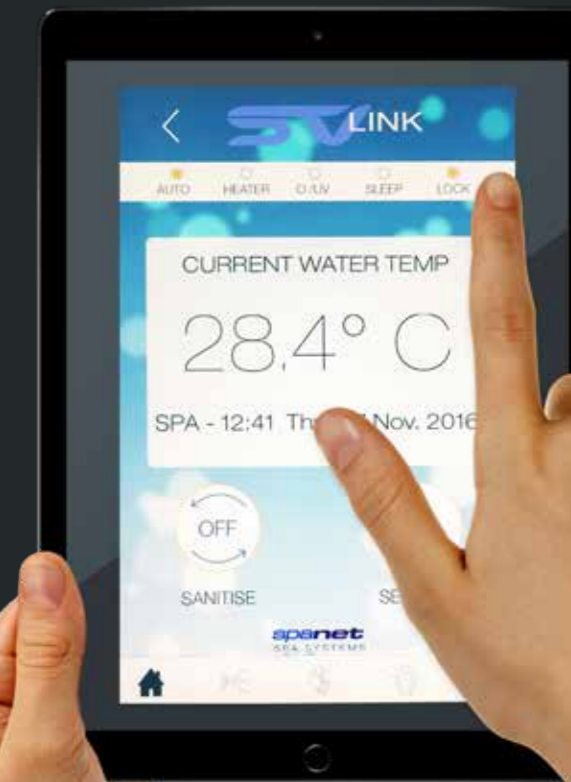 SV LINK
AUTO HEATER O3/UV SLEEP LOCK
CURRENT WATER TEMP
28.4° C
SPA - 12:41 Nov. 2016
OFF
SANITISE
spanet
SPA SYSTEMS